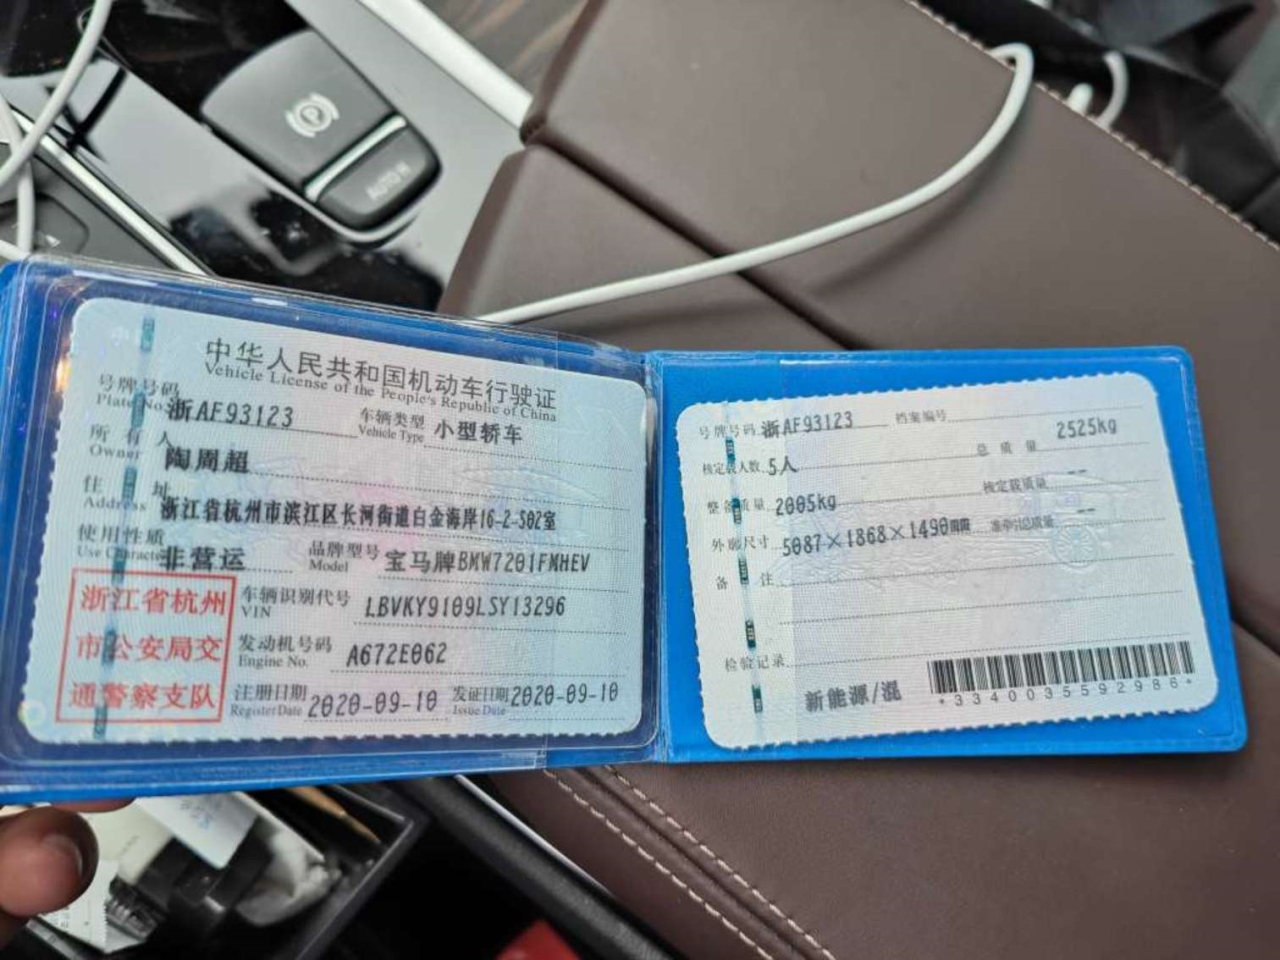 AUTO H
中华人民共和国机动车行驶证
Vehicle License of the People's Republic of China
号牌号码 浙AF93123 车辆类型 小型轿车
Plate No. Vehicle Type
所有人 陶周超
Owner
住址 浙江省杭州市滨江区长河街道白金海岸16-2-502室
Address
使用性质 非营运 品牌型号 宝马牌BMW7201FMHEV
Use Character Model
浙江省杭州
市公安局交
通警察支队
车辆识别代号 LBVKY9109LSY13296
VIN
发动机号码 A672E062
Engine No.
注册日期 2020-09-10 发证日期 2020-09-10
Register Date Issue Date
号牌号码 浙AF93123 档案编号
核定载人数 5人 总质量 2525kg
整备质量 2005kg 核定载质量 --
外廓尺寸 5087×1868×1490mm 准牵引总质量 --
备注
检验记录
新能源/混
*3340035592986*